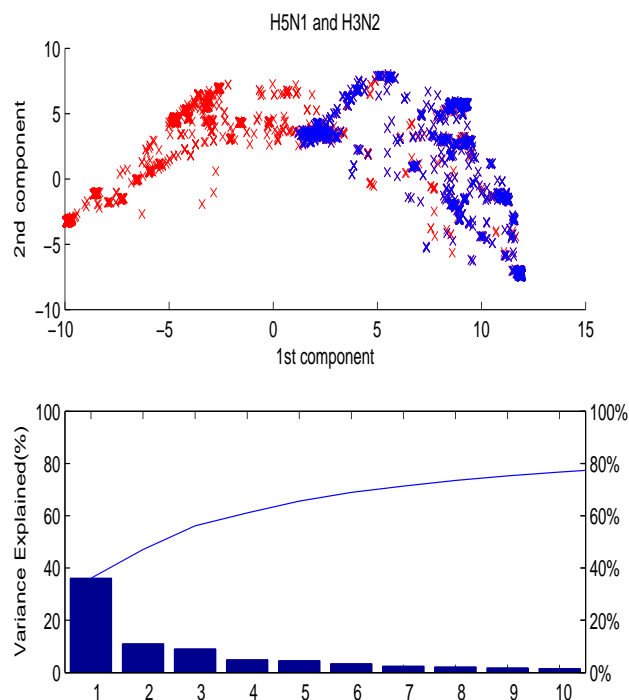 H5N1 and H3N2
10
5
0
−5
−10
2nd component
−10 −5 0 5 10 15
1st component
100 100%
80 80%
60 60%
40 40%
20 20%
0 0%
Variance Explained(%)
1 2 3 4 5 6 7 8 9 10